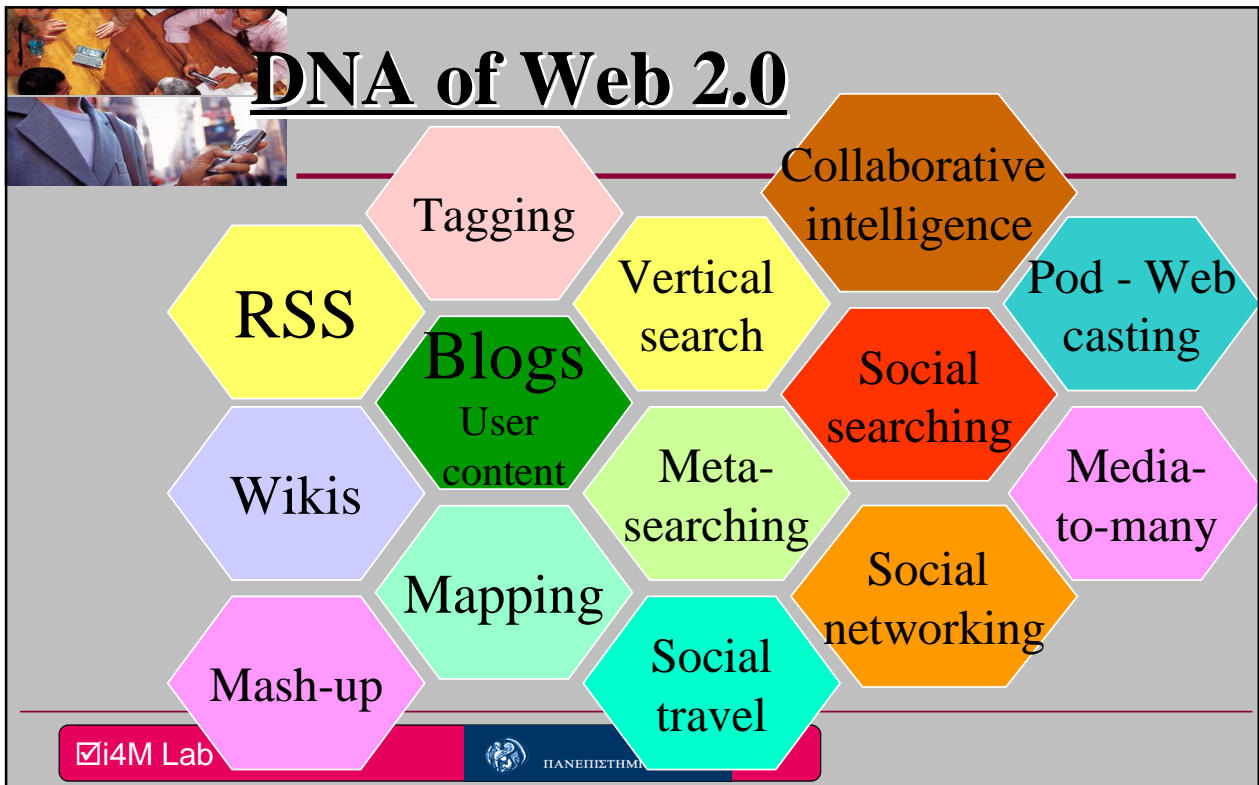 DNA of Web 2.0
Tagging
Collaborative
intelligence
RSS
Vertical
search
Pod - Web
casting
Blogs
User
content
Social
searching
Wikis
Meta-
searching
Media-
to-many
Mapping
Social
networking
Mash-up
Social
travel
☑i4M Lab